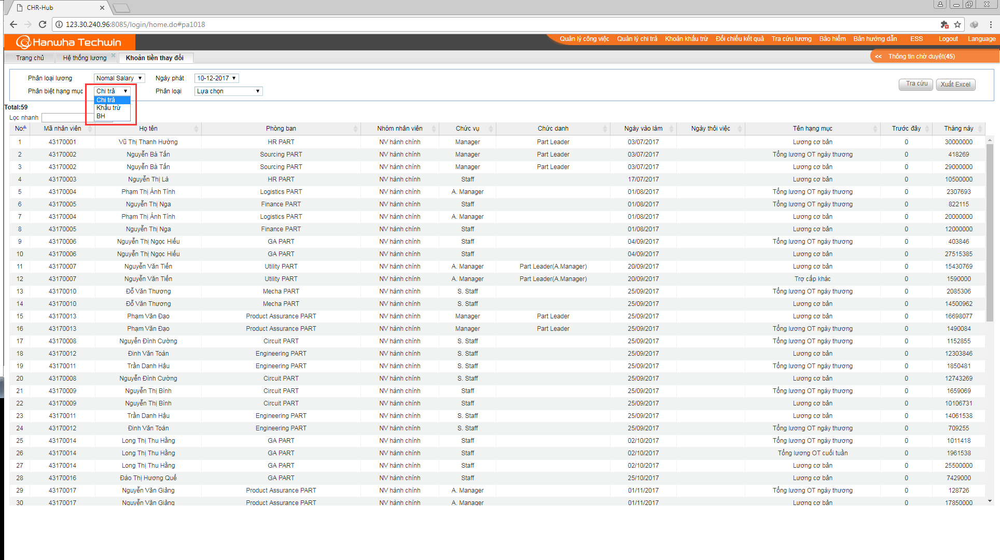 CHR-Hub
123.30.240.96:8085/login/home.do#pa1018
Hanwha Techwin
Quản lý công việc Quản lý chi trả Khoản khấu trừ Đối chiếu kết quả Tra cứu lương Bảo hiểm Bản hướng dẫn ESS Logout Language
Trang chủ Hệ thống lương Khoản tiền thay đổi
<< Thông tin chờ duyệt(45)
Phân loại lương Nomal Salary Ngày phát 10-12-2017
Phân biệt hạng mục Chi trả Phân loại Lựa chọn
Tra cứu Xuất Excel
Chi trả
Khấu trừ
BH
Total:59
Lọc nhanh
No. Mã nhân viên Họ tên Phòng ban Nhóm nhân viên Chức vụ Chức danh Ngày vào làm Ngày thôi việc Tên hạng mục Trước đây Tháng này
1 43170001 Vũ Thị Thanh Hường HR PART NV hành chính Manager Part Leader 03/07/2017 Lương cơ bản 0 30000000
2 43170002 Nguyễn Bá Tấn Sourcing PART NV hành chính Manager Part Leader 03/07/2017 Tổng lương OT ngày thương 0 418269
3 43170002 Nguyễn Bá Tấn Sourcing PART NV hành chính Manager Part Leader 03/07/2017 Lương cơ bản 0 29000000
4 43170003 Nguyễn Thị Lả HR PART NV hành chính Staff 17/07/2017 Lương cơ bản 0 10500000
5 43170004 Phạm Thị Ánh Tình Logistics PART NV hành chính A. Manager 01/08/2017 Tổng lương OT ngày thương 0 2307693
6 43170005 Nguyễn Thị Nga Finance PART NV hành chính Staff 01/08/2017 Tổng lương OT ngày thương 0 822115
7 43170004 Phạm Thị Ánh Tình Logistics PART NV hành chính A. Manager 01/08/2017 Lương cơ bản 0 20000000
8 43170005 Nguyễn Thị Nga Finance PART NV hành chính Staff 01/08/2017 Lương cơ bản 0 12000000
9 43170006 Nguyễn Thị Ngọc Hiếu GA PART NV hành chính Staff 04/09/2017 Tổng lương OT ngày thương 0 403846
10 43170006 Nguyễn Thị Ngọc Hiếu GA PART NV hành chính Staff 04/09/2017 Lương cơ bản 0 27515385
11 43170007 Nguyễn Văn Tiến Utility PART NV hành chính A. Manager Part Leader(A.Manager) 20/09/2017 Lương cơ bản 0 15430769
12 43170007 Nguyễn Văn Tiến Utility PART NV hành chính A. Manager Part Leader(A.Manager) 20/09/2017 Trợ cấp khác 0 1590000
13 43170010 Đỗ Văn Thương Mecha PART NV hành chính S. Staff 25/09/2017 Tổng lương OT ngày thương 0 2085306
14 43170010 Đỗ Văn Thương Mecha PART NV hành chính S. Staff 25/09/2017 Lương cơ bản 0 14500962
15 43170013 Phạm Văn Đạo Product Assurance PART NV hành chính Manager Part Leader 25/09/2017 Lương cơ bản 0 16698077
16 43170013 Phạm Văn Đạo Product Assurance PART NV hành chính Manager Part Leader 25/09/2017 Tổng lương OT ngày thương 0 1490084
17 43170008 Nguyễn Đình Cường Circuit PART NV hành chính S. Staff 25/09/2017 Tổng lương OT ngày thương 0 1152855
18 43170012 Đinh Văn Toản Engineering PART NV hành chính S. Staff 25/09/2017 Lương cơ bản 0 12303846
19 43170011 Trần Danh Hậu Engineering PART NV hành chính S. Staff 25/09/2017 Tổng lương OT ngày thương 0 1850481
20 43170008 Nguyễn Đình Cường Circuit PART NV hành chính S. Staff 25/09/2017 Lương cơ bản 0 12743269
21 43170009 Nguyễn Thị Bình Circuit PART NV hành chính Staff 25/09/2017 Tổng lương OT ngày thương 0 1659069
22 43170009 Nguyễn Thị Bình Circuit PART NV hành chính Staff 25/09/2017 Lương cơ bản 0 10106731
23 43170011 Trần Danh Hậu Engineering PART NV hành chính S. Staff 25/09/2017 Lương cơ bản 0 14061538
24 43170012 Đinh Văn Toản Engineering PART NV hành chính S. Staff 25/09/2017 Tổng lương OT ngày thương 0 709255
25 43170014 Long Thị Thu Hằng GA PART NV hành chính Staff 02/10/2017 Tổng lương OT ngày thương 0 1011418
26 43170014 Long Thị Thu Hằng GA PART NV hành chính Staff 02/10/2017 Tổng lương OT cuối tuần 0 1961538
27 43170014 Long Thị Thu Hằng GA PART NV hành chính Staff 02/10/2017 Lương cơ bản 0 25500000
28 43170016 Đào Thị Hương Quế GA PART NV hành chính Staff 25/10/2017 Lương cơ bản 0 7429000
29 43170017 Nguyễn Văn Giảng Product Assurance PART NV hành chính A. Manager 01/11/2017 Tổng lương OT ngày thương 0 128726
30 43170017 Nguyễn Văn Giảng Product Assurance PART NV hành chính A. Manager 01/11/2017 Lương cơ bản 0 17850000